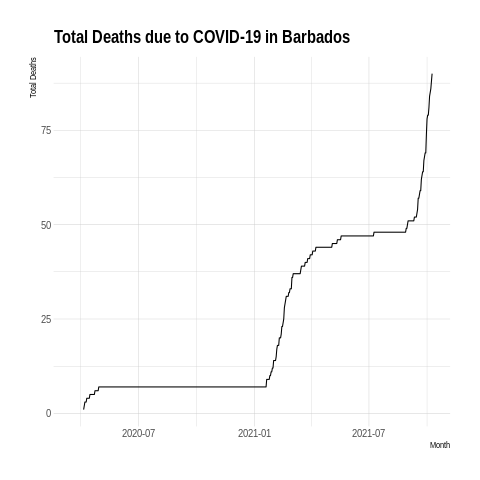 Total Deaths due to COVID-19 in Barbados
Total Deaths
75
50
25
0
2020-07 2021-01 2021-07
Month